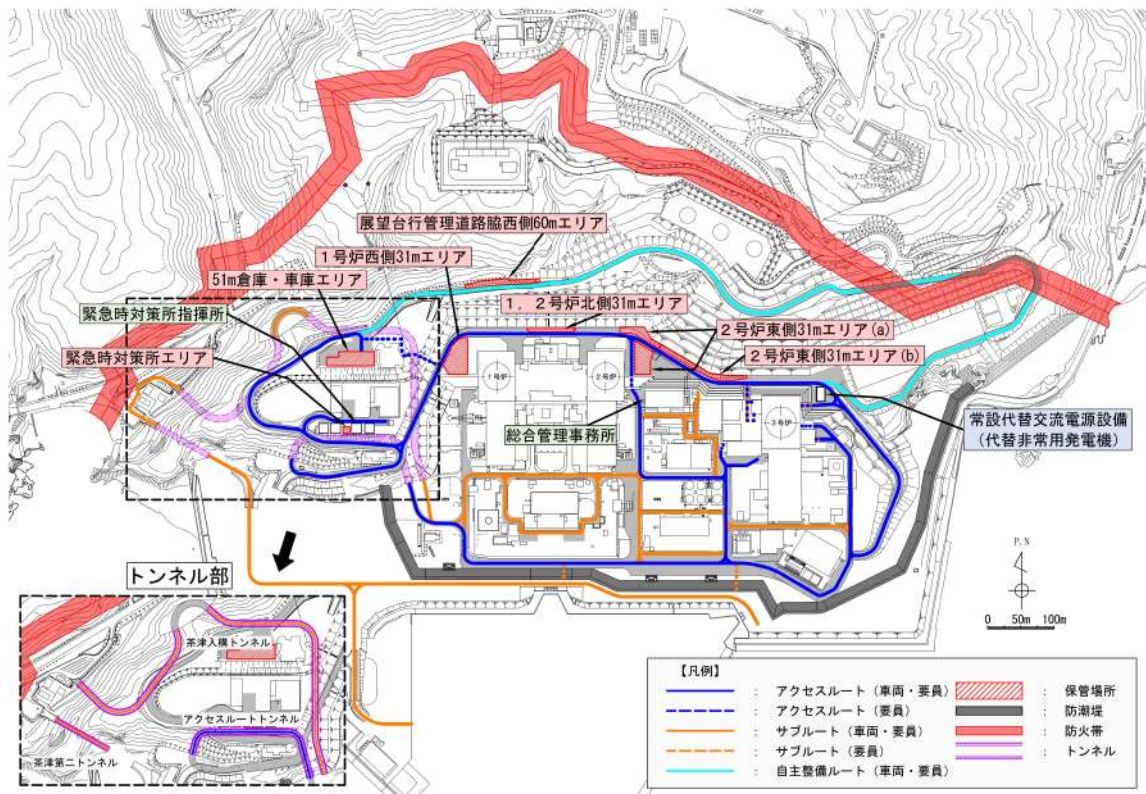 展望台行管理道路脇西側60mエリア
1号炉西側31mエリア
51m倉庫・車庫エリア
1，2号炉北側31mエリア
緊急時対策所指揮所
2号炉東側31mエリア(a)
2号炉東側31mエリア(b)
緊急時対策所エリア
1号炉
2号炉
3号炉
総合管理事務所
常設代替交流電源設備
（代替非常用発電機）
P.N
0 50m 100m
トンネル部
茶津入構トンネル
アクセスルートトンネル
茶津第二トンネル
【凡例】
： アクセスルート（車両・要員）
： アクセスルート（要員）
： サブルート（車両・要員）
： サブルート（要員）
： 自主整備ルート（車両・要員）
： 保管場所
： 防潮堤
： 防火帯
： トンネル